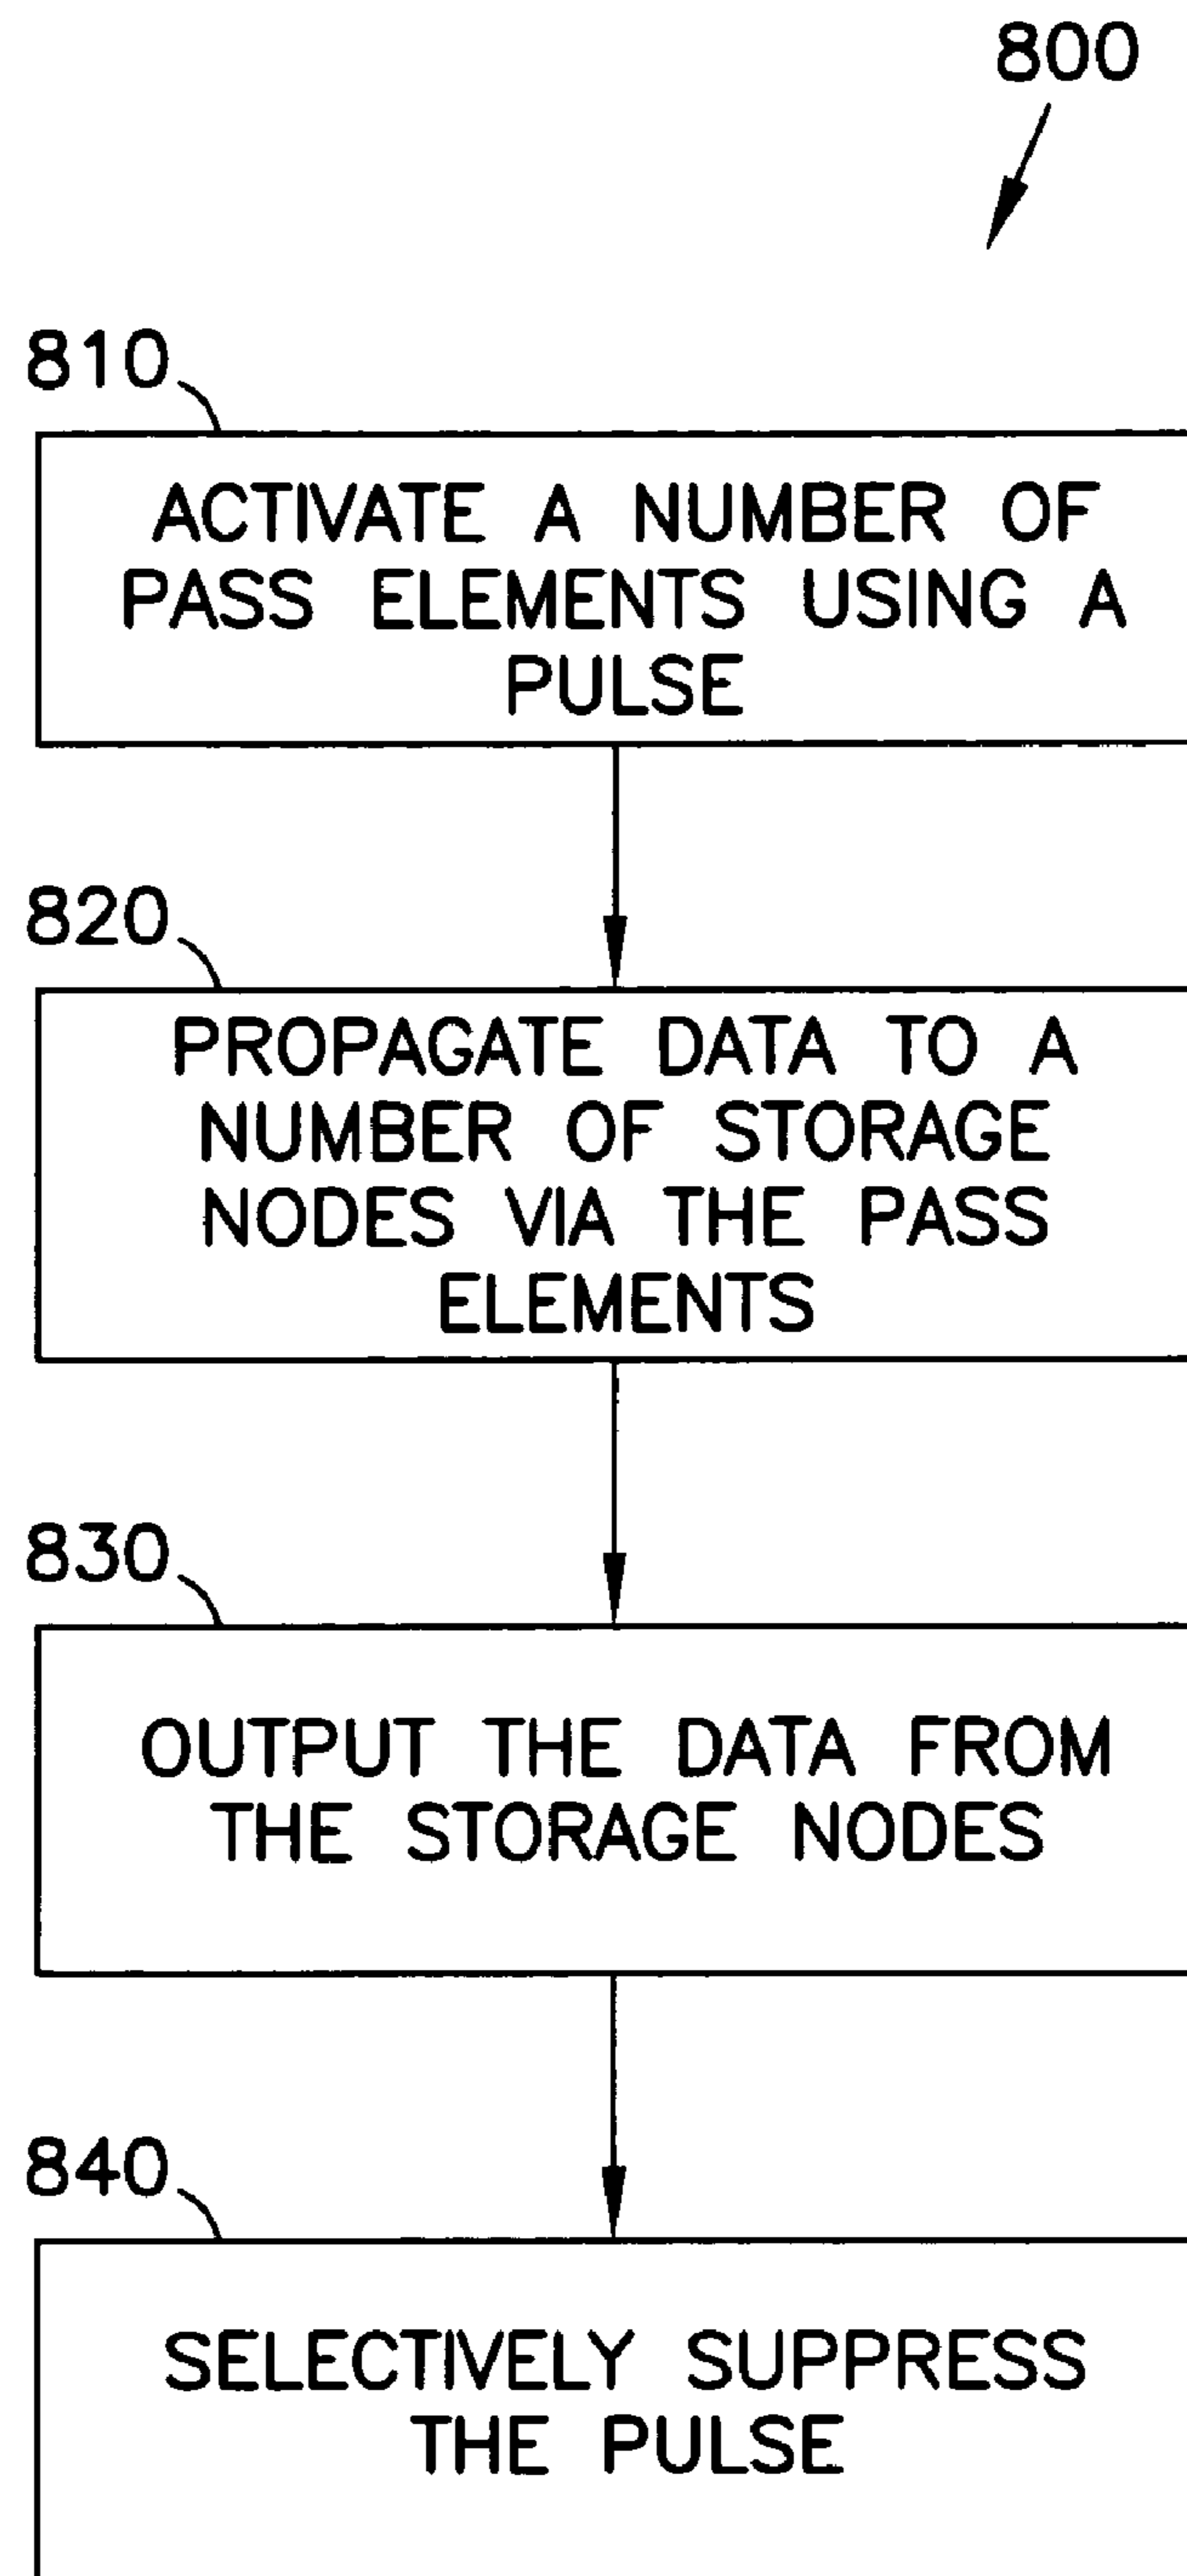 800
810
ACTIVATE A NUMBER OF
PASS ELEMENTS USING A
PULSE
820
PROPAGATE DATA TO A
NUMBER OF STORAGE
NODES VIA THE PASS
ELEMENTS
830
OUTPUT THE DATA FROM
THE STORAGE NODES
840
SELECTIVELY SUPPRESS
THE PULSE